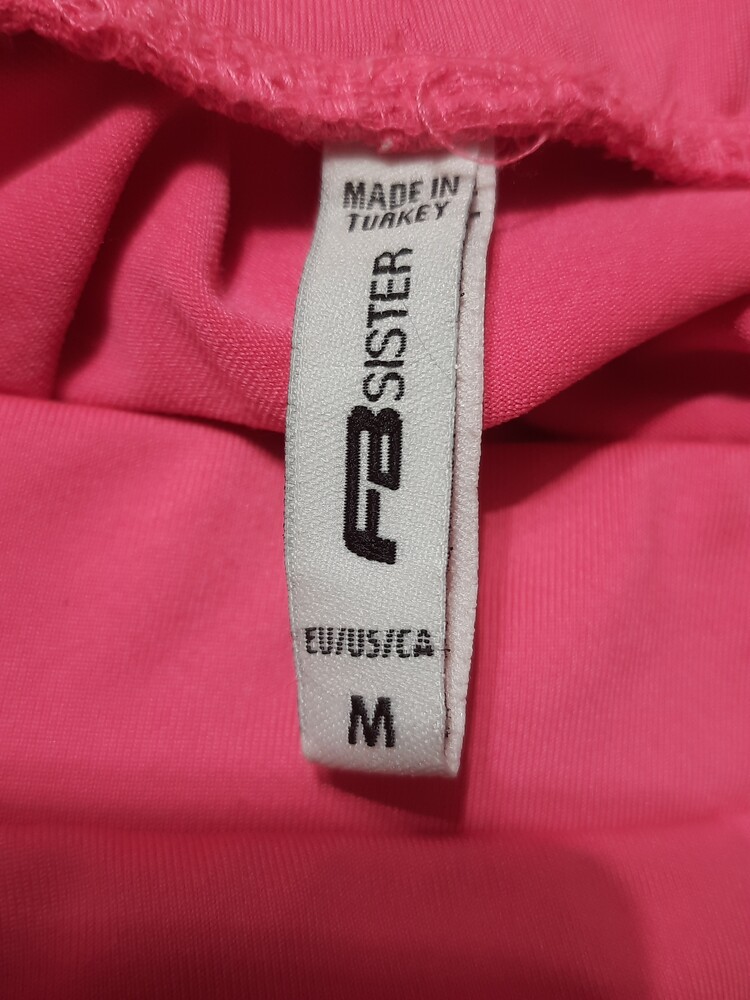 MADE IN
TURKEY
FB SISTER
EU/US/CA
M